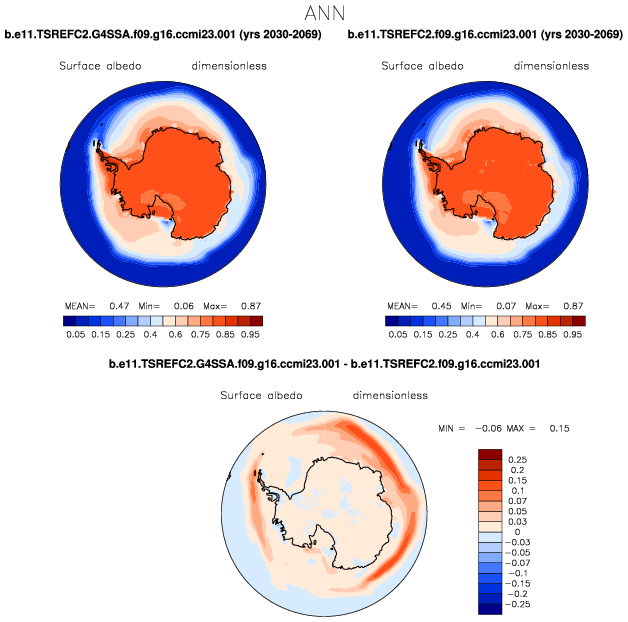 ANN
b.e11.TSREFC2.G4SSA.f09.g16.ccmi23.001 (yrs 2030-2069)
b.e11.TSREFC2.f09.g16.ccmi23.001 (yrs 2030-2069)
Surface albedo dimensionless
Surface albedo dimensionless
MEAN= 0.47 Min= 0.06 Max= 0.87
MEAN= 0.45 Min= 0.07 Max= 0.87
0.05 0.15 0.25 0.4 0.6 0.75 0.85 0.95
0.05 0.15 0.25 0.4 0.6 0.75 0.85 0.95
b.e11.TSREFC2.G4SSA.f09.g16.ccmi23.001 - b.e11.TSREFC2.f09.g16.ccmi23.001
Surface albedo dimensionless
MIN = -0.06 MAX = 0.15
0.25
0.2
0.15
0.1
0.07
0.05
0.03
0
-0.03
-0.05
-0.07
-0.1
-0.15
-0.2
-0.25